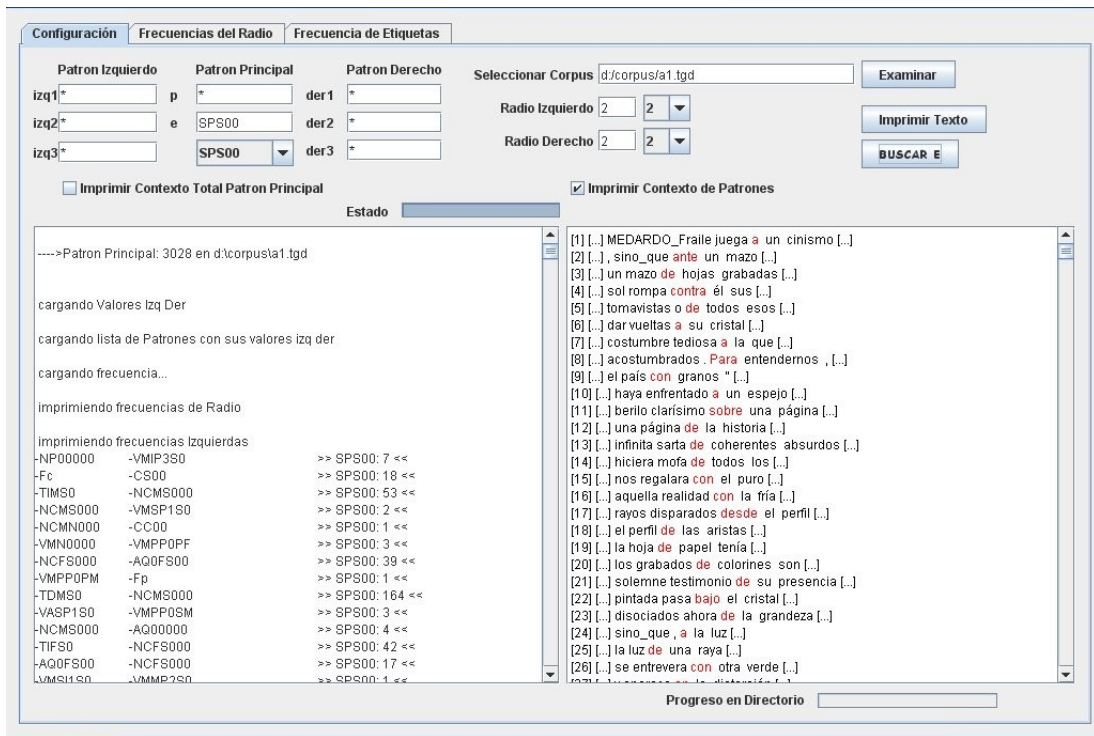 Configuración Frecuencias del Radio Frecuencia de Etiquetas
Patron Izquierdo Patron Principal Patron Derecho
Seleccionar Corpus d:/corpus/a1.tgd Examinar
izq1 * p * der1 *
Radio Izquierdo 2 2
izq2 * e SPS00 der2 *
Imprimir Texto
Radio Derecho 2 2
izq3 * SPS00 der3 *
BUSCAR E
Imprimir Contexto Total Patron Principal
Imprimir Contexto de Patrones
Estado
---->Patron Principal: 3028 en d:\corpus\a1.tgd
cargando Valores Izq Der
cargando lista de Patrones con sus valores izq der
cargando frecuencia...
imprimiendo frecuencias de Radio
imprimiendo frecuencias Izquierdas
-NP00000 -VMIP3S0 >> SPS00: 7 <<
-Fc -CS00 >> SPS00: 18 <<
-TIMS0 -NCMS000 >> SPS00: 53 <<
-NCMS000 -VMSP1S0 >> SPS00: 2 <<
-NCMN000 -CC00 >> SPS00: 1 <<
-VMN0000 -VMPP0PF >> SPS00: 3 <<
-NCFS000 -AQ0FS00 >> SPS00: 39 <<
-VMPP0PM -Fp >> SPS00: 1 <<
-TDMS0 -NCMS000 >> SPS00: 164 <<
-VASP1S0 -VMPP0SM >> SPS00: 3 <<
-NCMS000 -AQ00000 >> SPS00: 4 <<
-TIFS0 -NCFS000 >> SPS00: 42 <<
-AQ0FS00 -NCFS000 >> SPS00: 17 <<
-VMSI1S0 -VMMP2S0 >> SPS00: 1 <<
[1] [...] MEDARDO_Fraile juega a un cinismo [...]
[2] [...] , sino_que ante un mazo [...]
[3] [...] un mazo de hojas grabadas [...]
[4] [...] sol rompa contra él sus [...]
[5] [...] tomavistas o de todos esos [...]
[6] [...] dar vueltas a su cristal [...]
[7] [...] costumbre tediosa a la que [...]
[8] [...] acostumbrados . Para entendernos , [...]
[9] [...] el país con granos " [...]
[10] [...] haya enfrentado a un espejo [...]
[11] [...] berilo clarísimo sobre una página [...]
[12] [...] una página de la historia [...]
[13] [...] infinita sarta de coherentes absurdos [...]
[14] [...] hiciera mofa de todos los [...]
[15] [...] nos regalara con el puro [...]
[16] [...] aquella realidad con la fría [...]
[17] [...] rayos disparados desde el perfil [...]
[18] [...] el perfil de las aristas [...]
[19] [...] la hoja de papel tenía [...]
[20] [...] los grabados de colorines son [...]
[21] [...] solemne testimonio de su presencia [...]
[22] [...] pintada pasa bajo el cristal [...]
[23] [...] disociados ahora de la grandeza [...]
[24] [...] sino_que , a la luz [...]
[25] [...] la luz de una raya [...]
[26] [...] se entrevera con otra verde [...]
Progreso en Directorio